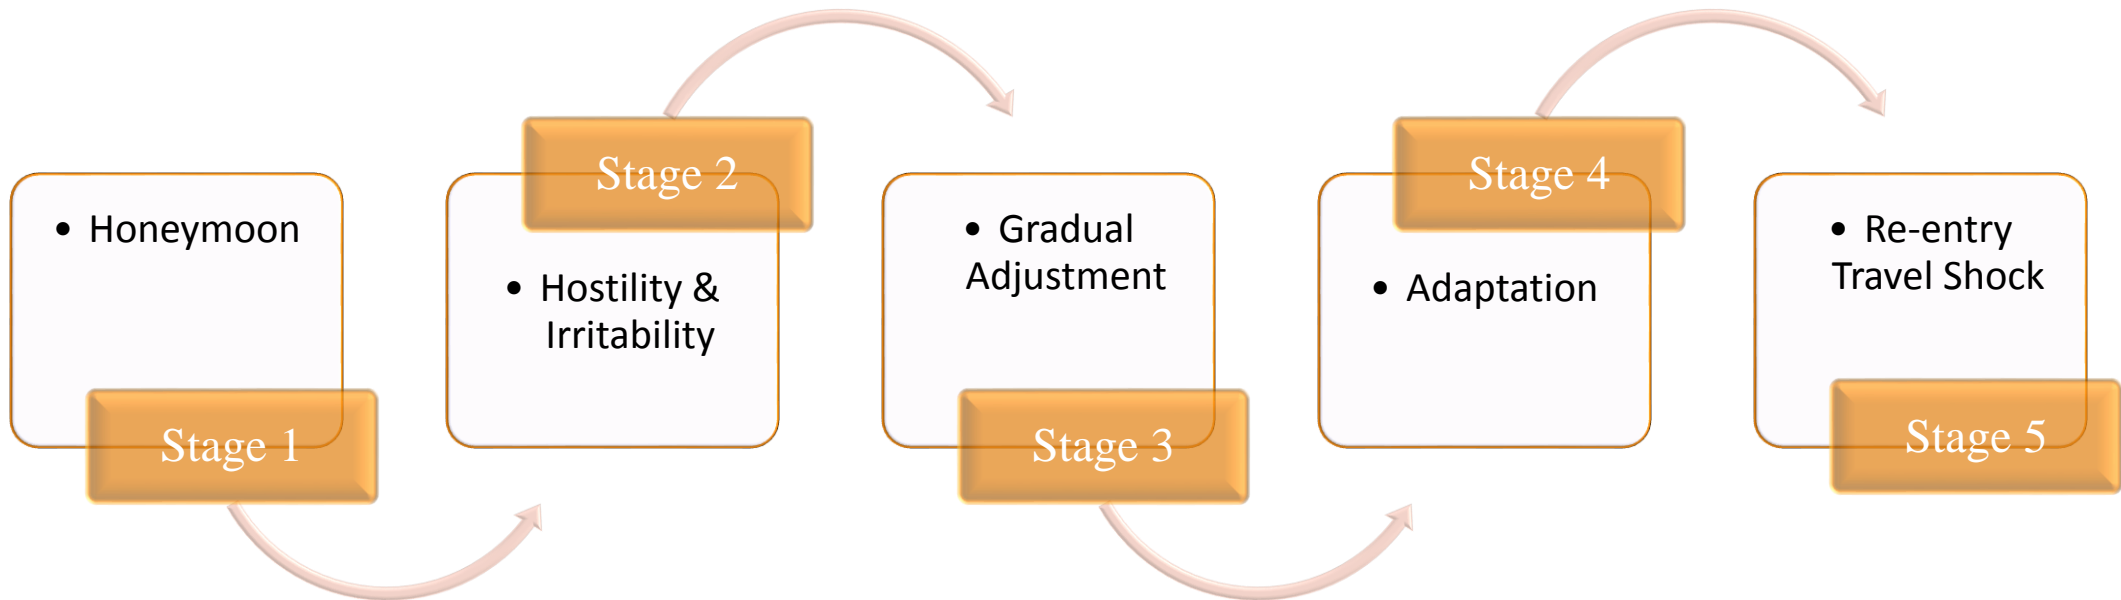 • Honeymoon
Stage 1
Stage 2
• Hostility &
Irritability
• Gradual
Adjustment
Stage 3
Stage 4
• Adaptation
• Re-entry
Travel Shock
Stage 5